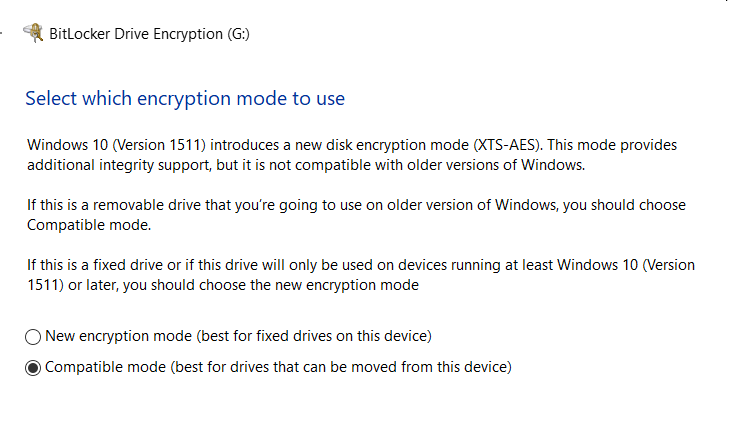 BitLocker Drive Encryption (G:)
Select which encryption mode to use
Windows 10 (Version 1511) introduces a new disk encryption mode (XTS-AES). This mode provides
additional integrity support, but it is not compatible with older versions of Windows.
If this is a removable drive that you're going to use on older version of Windows, you should choose
Compatible mode.
If this is a fixed drive or if this drive will only be used on devices running at least Windows 10 (Version
1511) or later, you should choose the new encryption mode
New encryption mode (best for fixed drives on this device)
Compatible mode (best for drives that can be moved from this device)